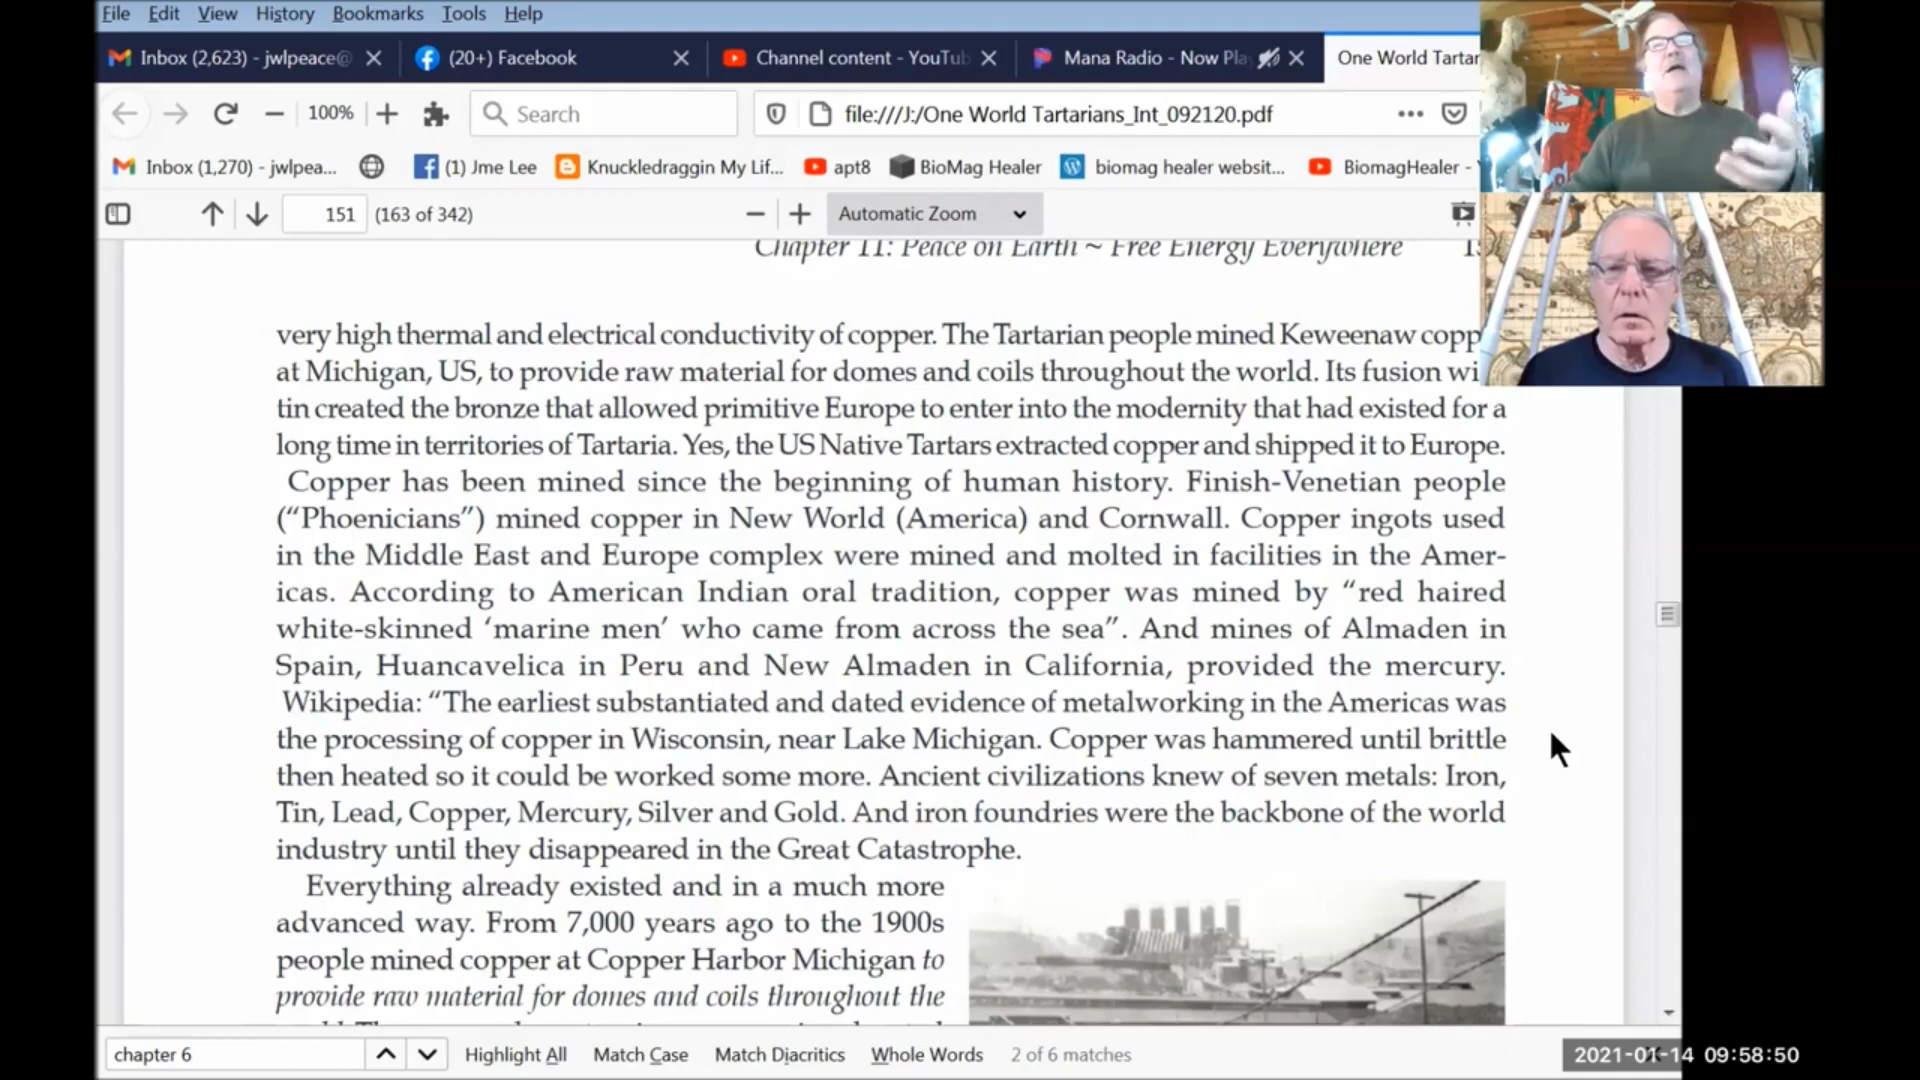 File Edit View History Bookmarks Tools Help
Inbox (2,623) - jwlpeace@ (20+) Facebook Channel content - YouTub Mana Radio - Now Pla One World Tartar
100% Search file:///J:/One World Tartarians_Int_092120.pdf
Inbox (1,270) - jwlpea... (1) Jme Lee Knuckledraggin My Lif... apt8 BioMag Healer biomag healer websit... BiomagHealer - Y
151 (163 of 342) Automatic Zoom
Chapter 11: Peace on Earth ~ Free Energy Everywhere
very high thermal and electrical conductivity of copper. The Tartarian people mined Keweenaw copp
at Michigan, US, to provide raw material for domes and coils throughout the world. Its fusion wi
tin created the bronze that allowed primitive Europe to enter into the modernity that had existed for a
long time in territories of Tartaria. Yes, the US Native Tartars extracted copper and shipped it to Europe.
Copper has been mined since the beginning of human history. Finish-Venetian people
(“Phoenicians”) mined copper in New World (America) and Cornwall. Copper ingots used
in the Middle East and Europe complex were mined and molted in facilities in the Amer-
icas. According to American Indian oral tradition, copper was mined by “red haired
white-skinned ‘marine men’ who came from across the sea”. And mines of Almaden in
Spain, Huancavelica in Peru and New Almaden in California, provided the mercury.
Wikipedia: “The earliest substantiated and dated evidence of metalworking in the Americas was
the processing of copper in Wisconsin, near Lake Michigan. Copper was hammered until brittle
then heated so it could be worked some more. Ancient civilizations knew of seven metals: Iron,
Tin, Lead, Copper, Mercury, Silver and Gold. And iron foundries were the backbone of the world
industry until they disappeared in the Great Catastrophe.
Everything already existed and in a much more
advanced way. From 7,000 years ago to the 1900s
people mined copper at Copper Harbor Michigan to
provide raw material for domes and coils throughout the
chapter 6 Highlight All Match Case Match Diacritics Whole Words 2 of 6 matches
2021-01-14 09:58:50